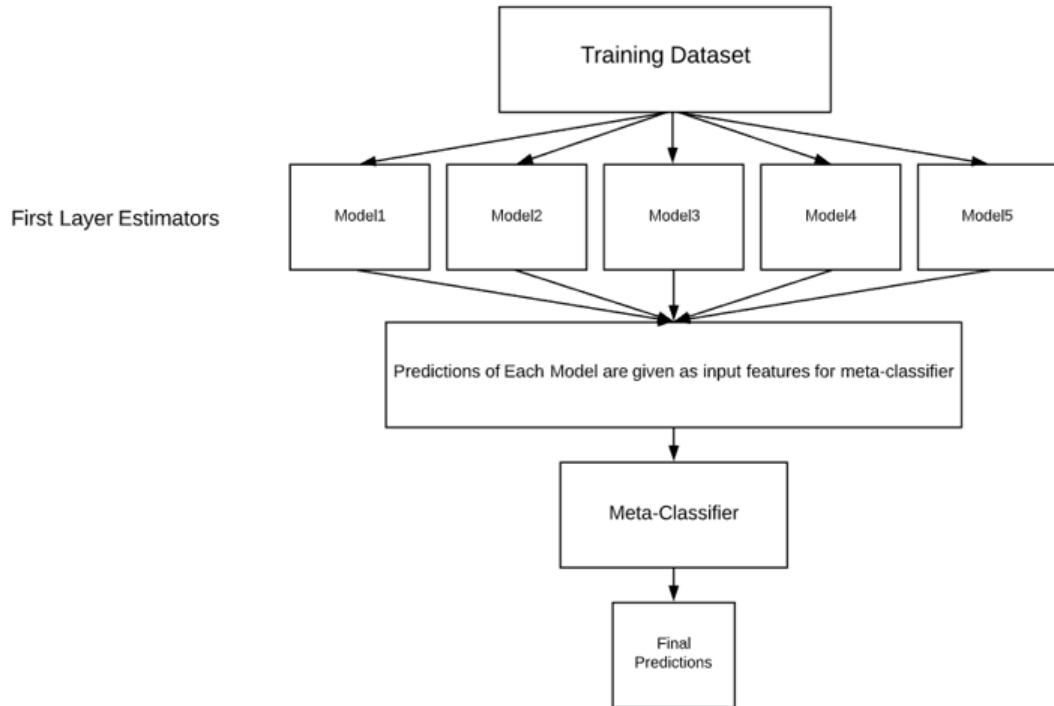 Training Dataset
First Layer Estimators
Model1
Model2
Model3
Model4
Model5
Predictions of Each Model are given as input features for meta-classifier
Meta-Classifier
Final
Predictions